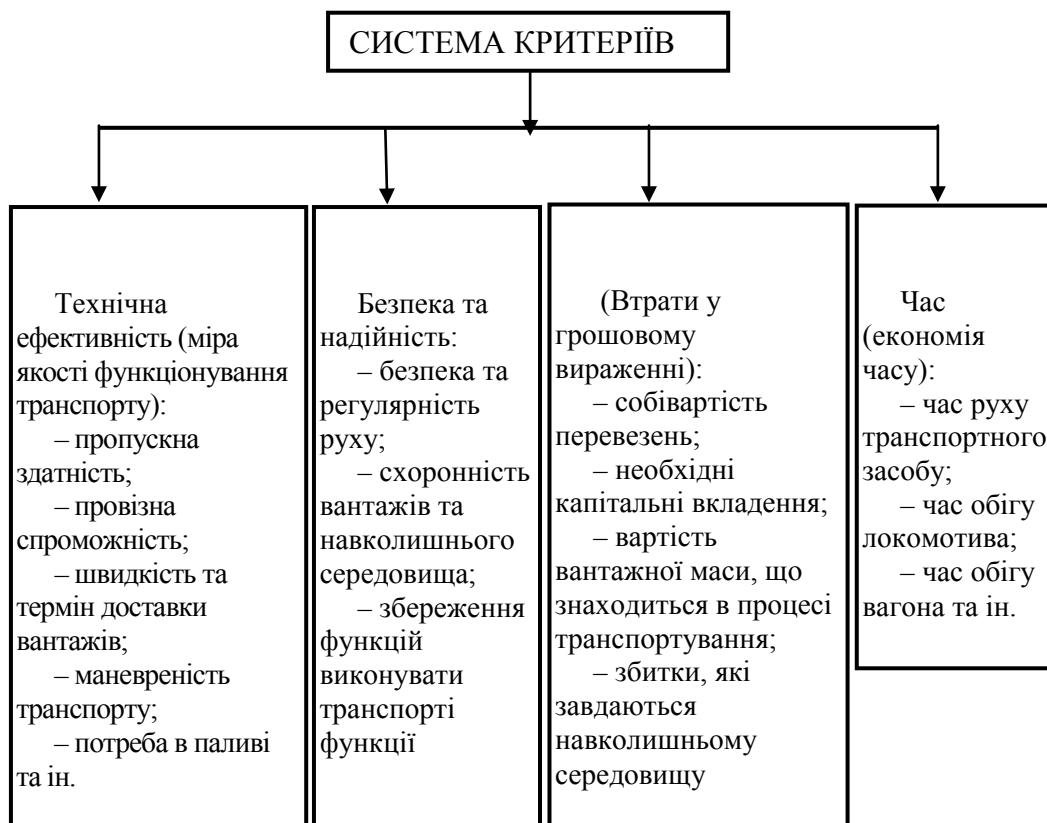 СИСТЕМА КРИТЕРІЇВ
Технічна
ефективність (міра
якості функціонування
транспорту):
– пропускна
здатність;
– провізна
спроможність;
– швидкість та
термін доставки
вантажів;
– маневреність
транспорту;
– потреба в паливі
та ін.
Безпека та
надійність:
– безпека та
регулярність
руху;
– схоронність
вантажів та
навколишнього
середовища;
– збереження
функцій
виконувати
транспорті
функції
(Втрати у
грошовому
вираженні):
– собівартість
перевезень;
– необхідні
капітальні вкладення;
– вартість
вантажної маси, що
знаходиться в процесі
транспортування;
– збитки, які
завдаються
навколишньому
середовищу
Час
(економія
часу):
– час руху
транспортного
засобу;
– час обігу
локомотива;
– час обігу
вагона та ін.